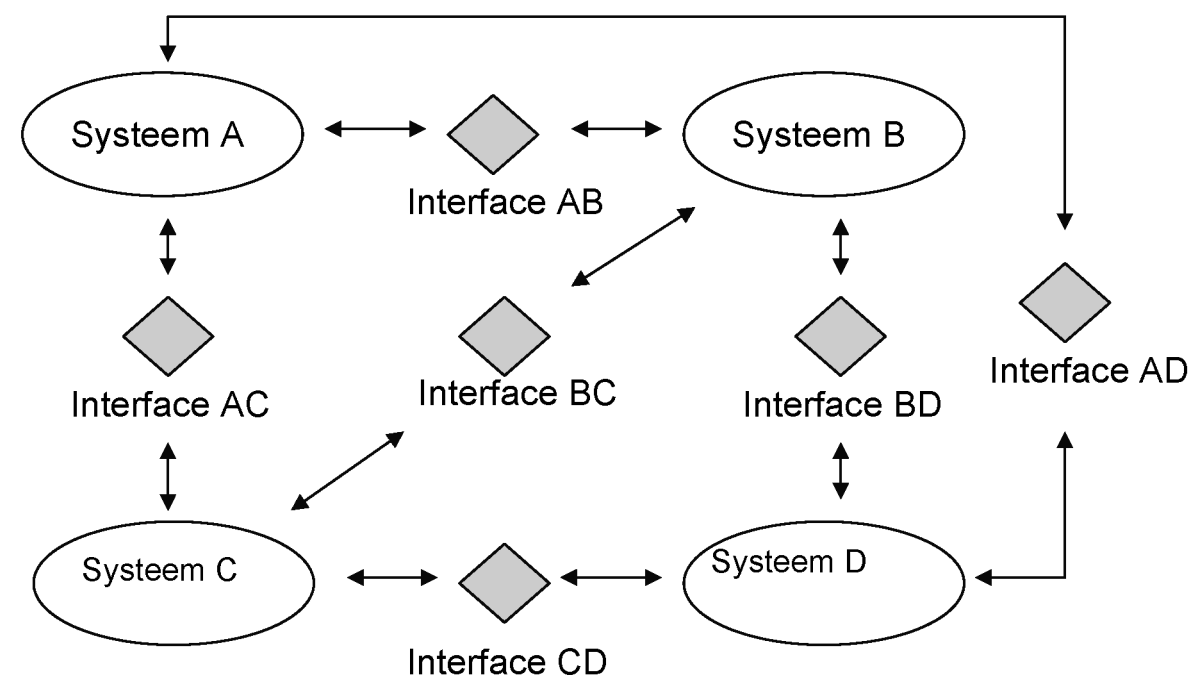 Systeem A
Systeem B
Interface AB
Interface AC
Interface BC
Interface BD
Interface AD
Systeem C
Systeem D
Interface CD